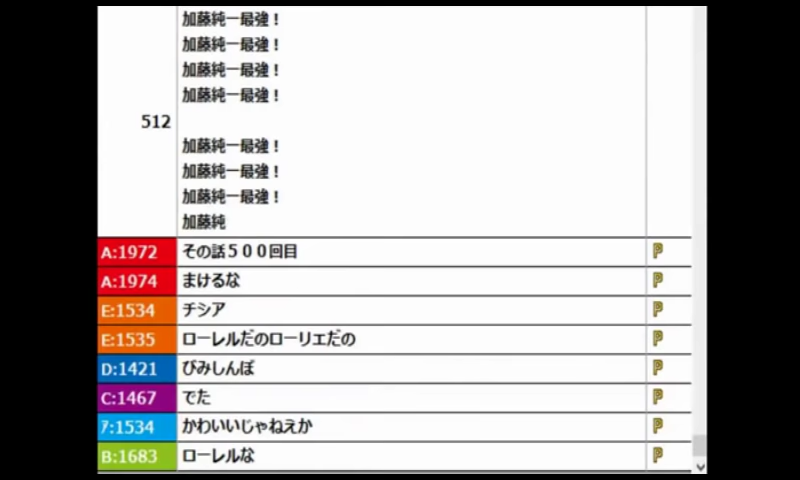 加藤純一最強！
加藤純一最強！
加藤純一最強！
加藤純一最強！
512
加藤純一最強！
加藤純一最強！
加藤純一最強！
加藤純
A:1972 その話５００回目 P
A:1974 まけるな P
E:1534 チシア P
E:1535 ローレルだのローリエだの P
D:1421 びみしんぼ P
C:1467 でた P
ｱ:1534 かわいいじゃねえか P
B:1683 ローレルな P